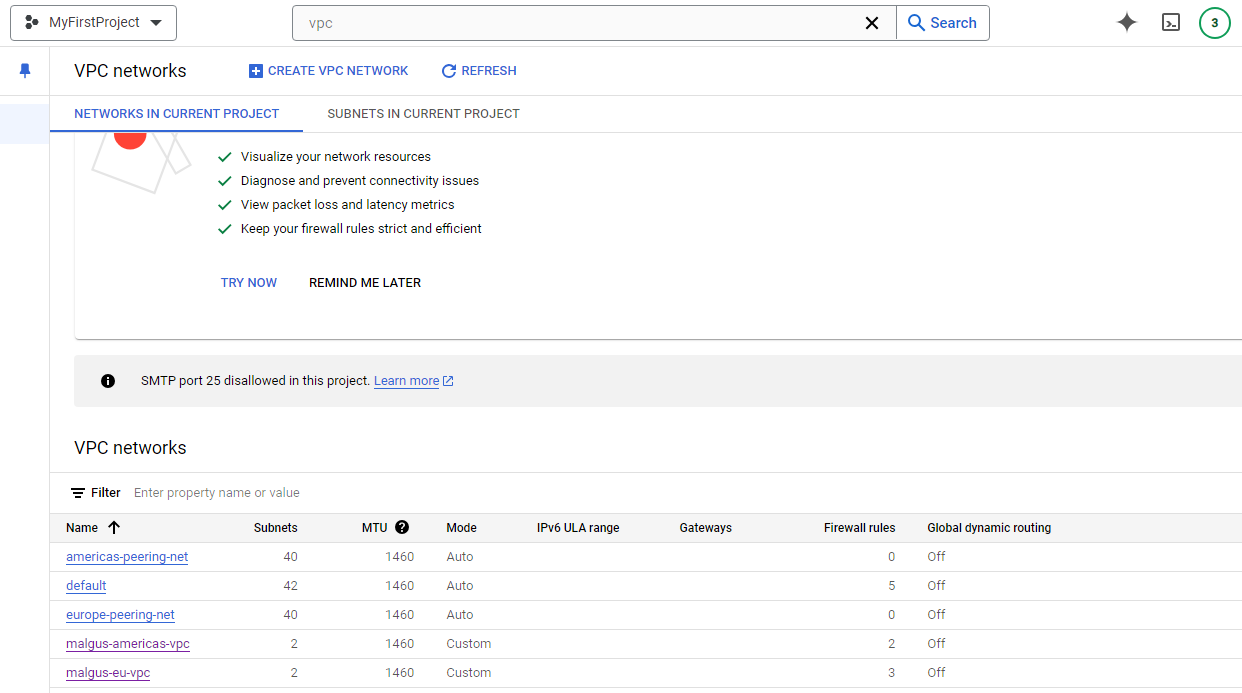 MyFirstProject
vpc
Search
3
VPC networks
CREATE VPC NETWORK
REFRESH
NETWORKS IN CURRENT PROJECT
SUBNETS IN CURRENT PROJECT
Visualize your network resources
Diagnose and prevent connectivity issues
View packet loss and latency metrics
Keep your firewall rules strict and efficient
TRY NOW
REMIND ME LATER
SMTP port 25 disallowed in this project. Learn more
VPC networks
Filter Enter property name or value
Name Subnets MTU Mode IPv6 ULA range Gateways Firewall rules Global dynamic routing
americas-peering-net 40 1460 Auto 0 Off
default 42 1460 Auto 5 Off
europe-peering-net 40 1460 Auto 0 Off
malgus-americas-vpc 2 1460 Custom 2 Off
malgus-eu-vpc 2 1460 Custom 3 Off